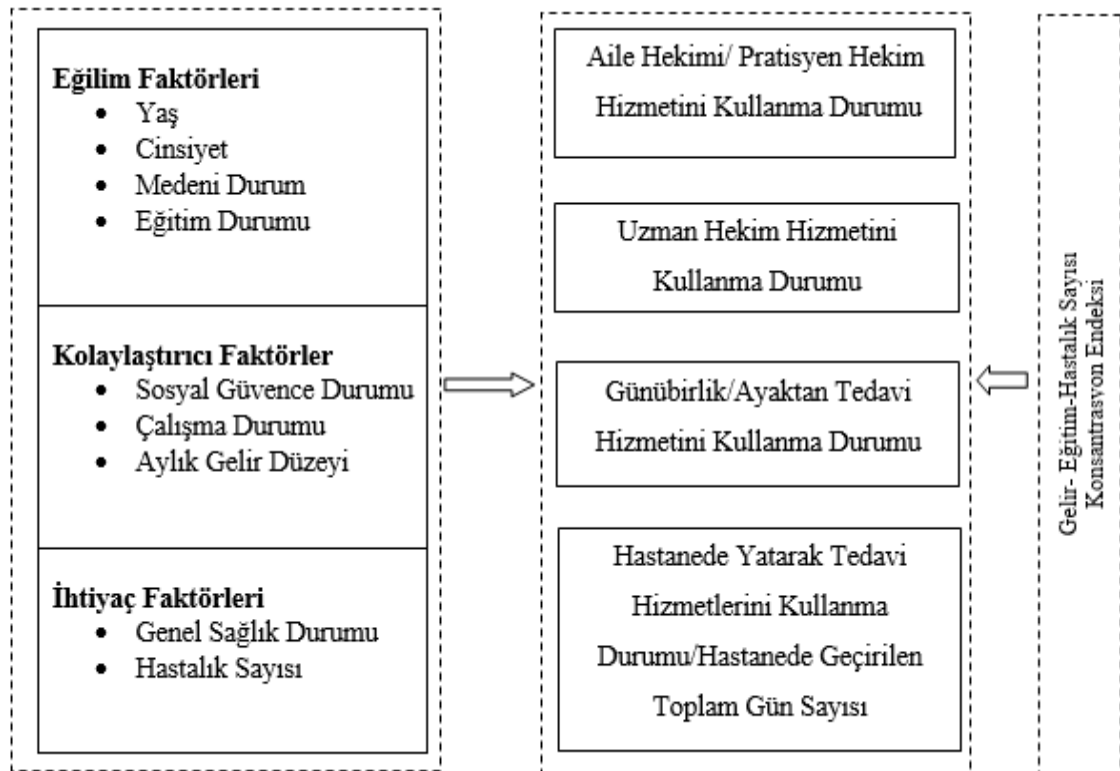 Eğilim Faktörleri
• Yaş
• Cinsiyet
• Medeni Durum
• Eğitim Durumu
Kolaylaştırıcı Faktörler
• Sosyal Güvence Durumu
• Çalışma Durumu
• Aylık Gelir Düzeyi
İhtiyaç Faktörleri
• Genel Sağlık Durumu
• Hastalık Sayısı
Aile Hekimi/ Pratisyen Hekim
Hizmetini Kullanma Durumu
Uzman Hekim Hizmetini
Kullanma Durumu
Günübirlik/Ayaktan Tedavi
Hizmetini Kullanma Durumu
Hastanede Yatarak Tedavi
Hizmetlerini Kullanma
Durumu/Hastanede Geçirilen
Toplam Gün Sayısı
Gelir- Eğitim-Hastalık Sayısı
Konsantrasyon Endeksi